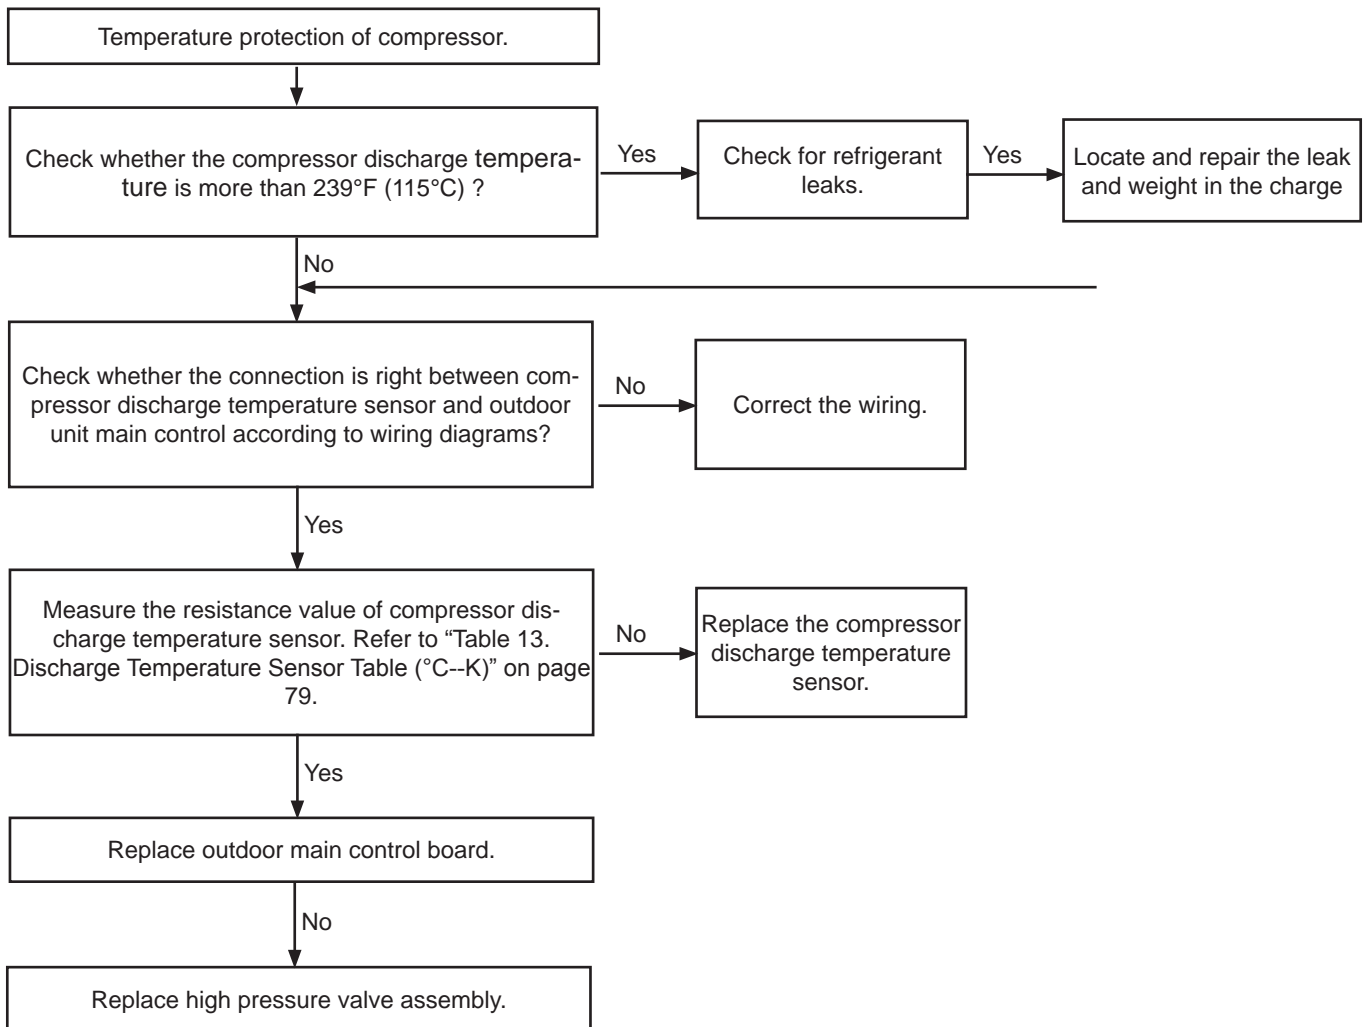 Temperature protection of compressor.
Check whether the compressor discharge tempera-
ture is more than 239°F (115°C) ?
Yes
Check for refrigerant
leaks.
Yes
Locate and repair the leak
and weight in the charge
No
Check whether the connection is right between com-
pressor discharge temperature sensor and outdoor
unit main control according to wiring diagrams?
No
Correct the wiring.
Yes
Measure the resistance value of compressor dis-
charge temperature sensor. Refer to “Table 13.
Discharge Temperature Sensor Table (°C--K)” on page
79.
No
Replace the compressor
discharge temperature
sensor.
Yes
Replace outdoor main control board.
No
Replace high pressure valve assembly.